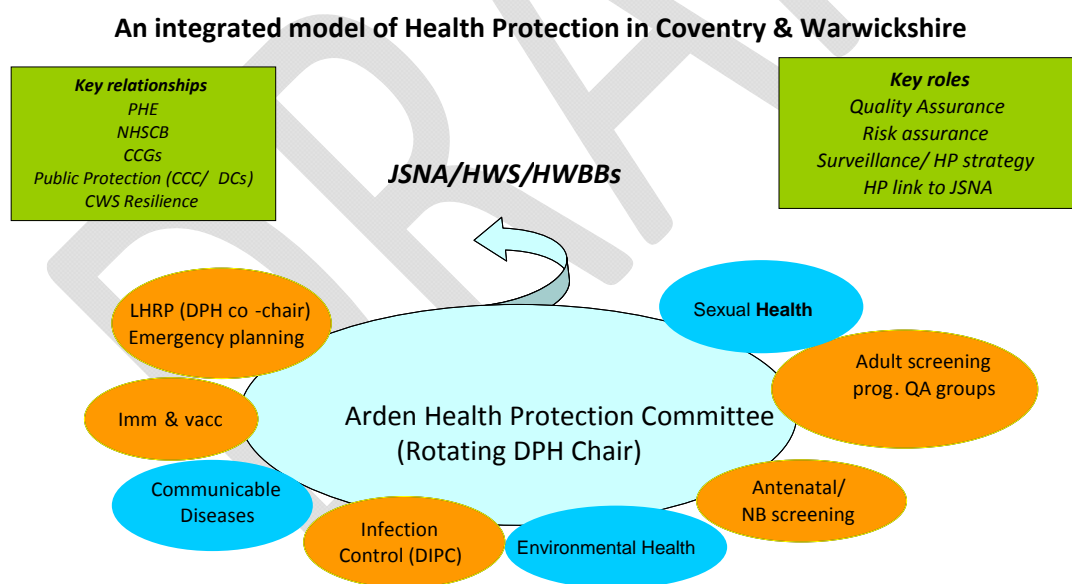 An integrated model of Health Protection in Coventry & Warwickshire
Key relationships
PHE
NHSCB
CCGs
Public Protection (CCC/ DCs)
CWS Resilience
Key roles
Quality Assurance
Risk assurance
Surveillance/ HP strategy
HP link to JSNA
JSNA/HWS/HWBBs
LHRP (DPH co -chair)
Emergency planning
Sexual Health
Adult screening
prog. QA groups
Imm & vacc
Arden Health Protection Committee
(Rotating DPH Chair)
Communicable
Diseases
Antenatal/
NB screening
Infection
Control (DIPC)
Environmental Health